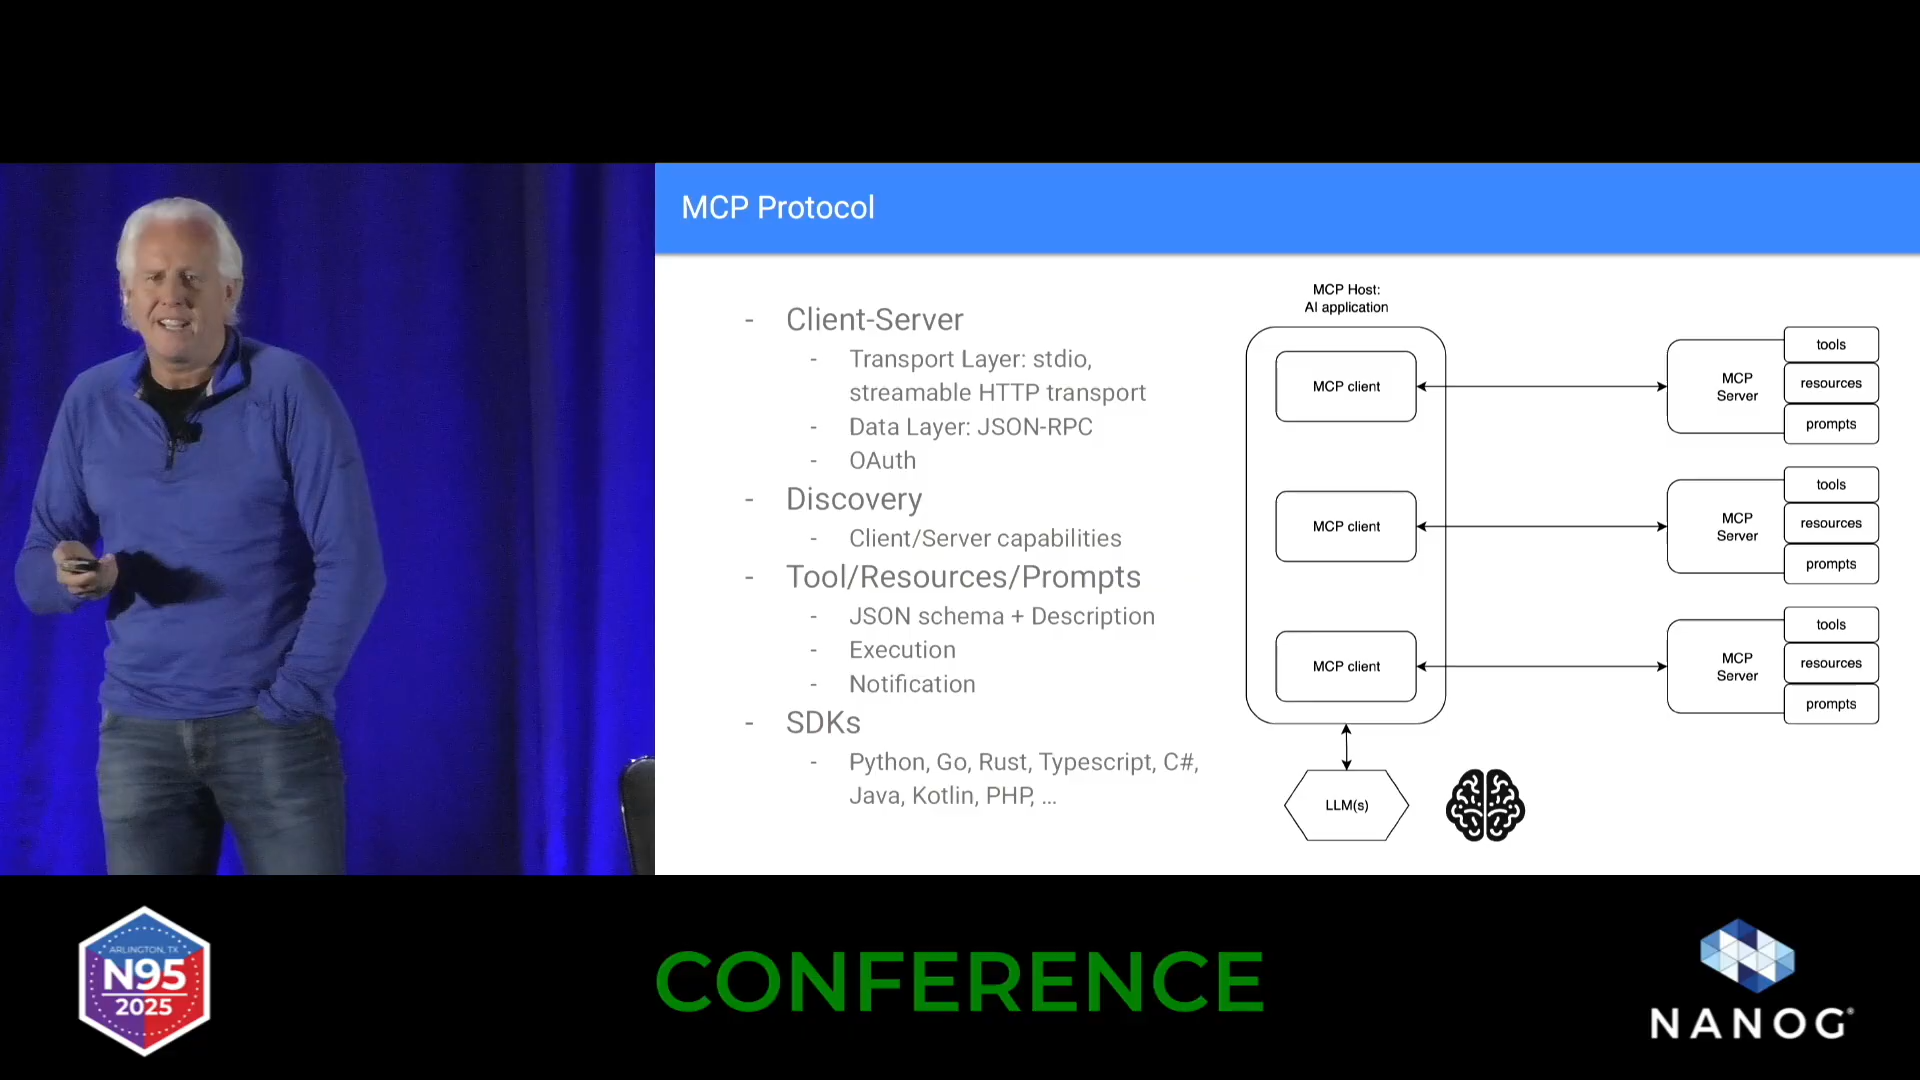 MCP Protocol
- Client-Server
- Transport Layer: stdio,
streamable HTTP transport
- Data Layer: JSON-RPC
- OAuth
- Discovery
- Client/Server capabilities
- Tool/Resources/Prompts
- JSON schema + Description
- Execution
- Notification
- SDKs
- Python, Go, Rust, Typescript, C#,
Java, Kotlin, PHP, ...
MCP Host:
AI application
MCP client
MCP
Server
tools
resources
prompts
MCP client
MCP
Server
tools
resources
prompts
MCP client
MCP
Server
tools
resources
prompts
LLM(s)
ARLINGTON, TX
N95
2025
CONFERENCE
NANOG®